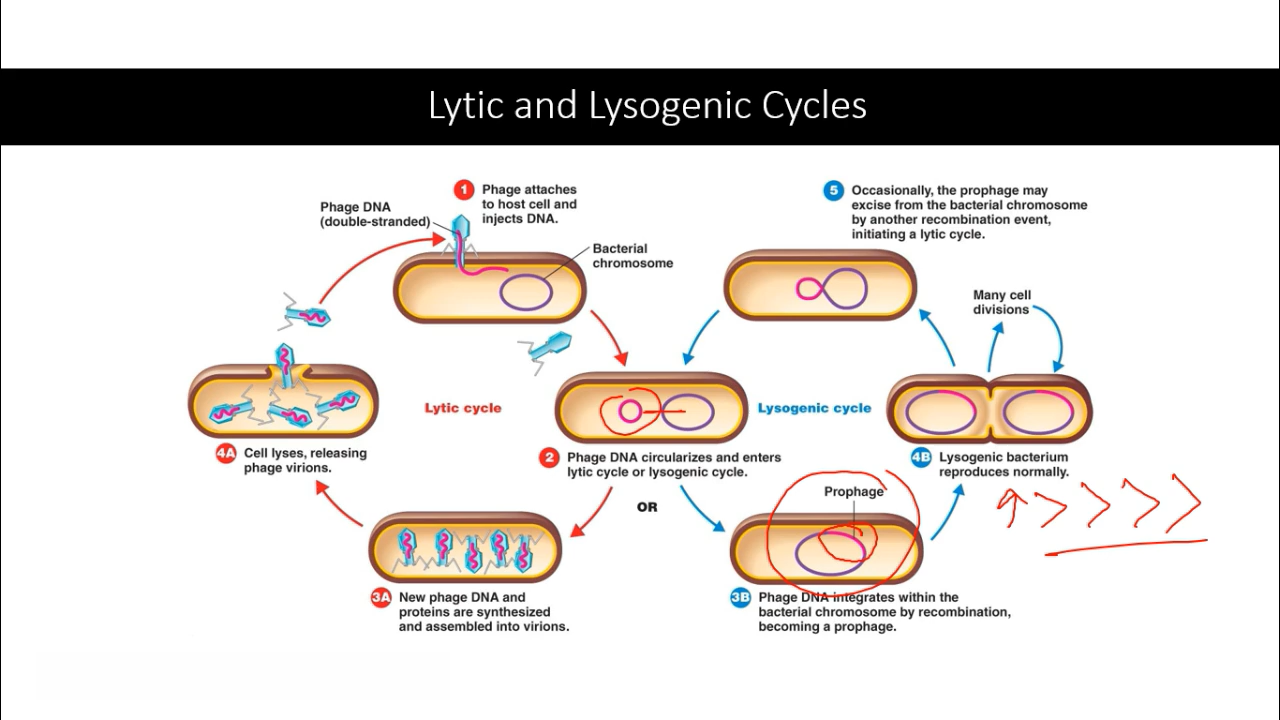 Lytic and Lysogenic Cycles
1 Phage attaches
to host cell and
injects DNA.
Phage DNA
(double-stranded)
Bacterial
chromosome
5 Occasionally, the prophage may
excise from the bacterial chromosome
by another recombination event,
initiating a lytic cycle.
Many cell
divisions
Lytic cycle
Lysogenic cycle
4A Cell lyses, releasing
phage virions.
2 Phage DNA circularizes and enters
lytic cycle or lysogenic cycle.
4B Lysogenic bacterium
reproduces normally.
OR
Prophage
3A New phage DNA and
proteins are synthesized
and assembled into virions.
3B Phage DNA integrates within the
bacterial chromosome by recombination,
becoming a prophage.